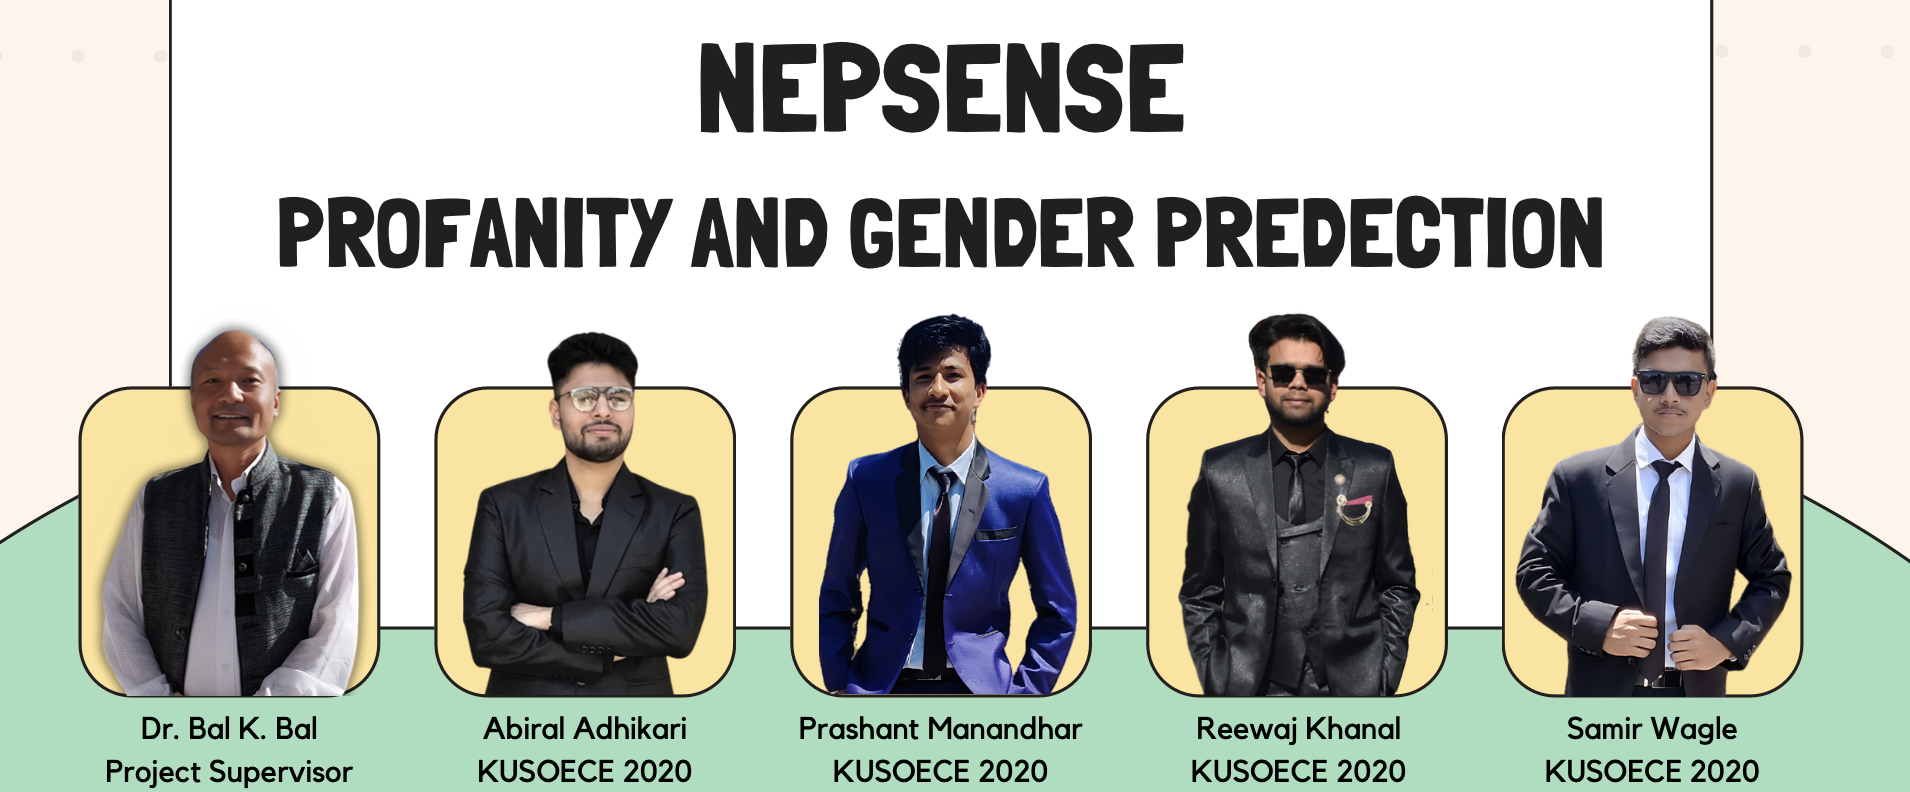 NEPSENSE
PROFANITY AND GENDER PREDECTION
Dr. Bal K. Bal
Project Supervisor
Abiral Adhikari
KUSOECE 2020
Prashant Manandhar
KUSOECE 2020
Reewaj Khanal
KUSOECE 2020
Samir Wagle
KUSOECE 2020